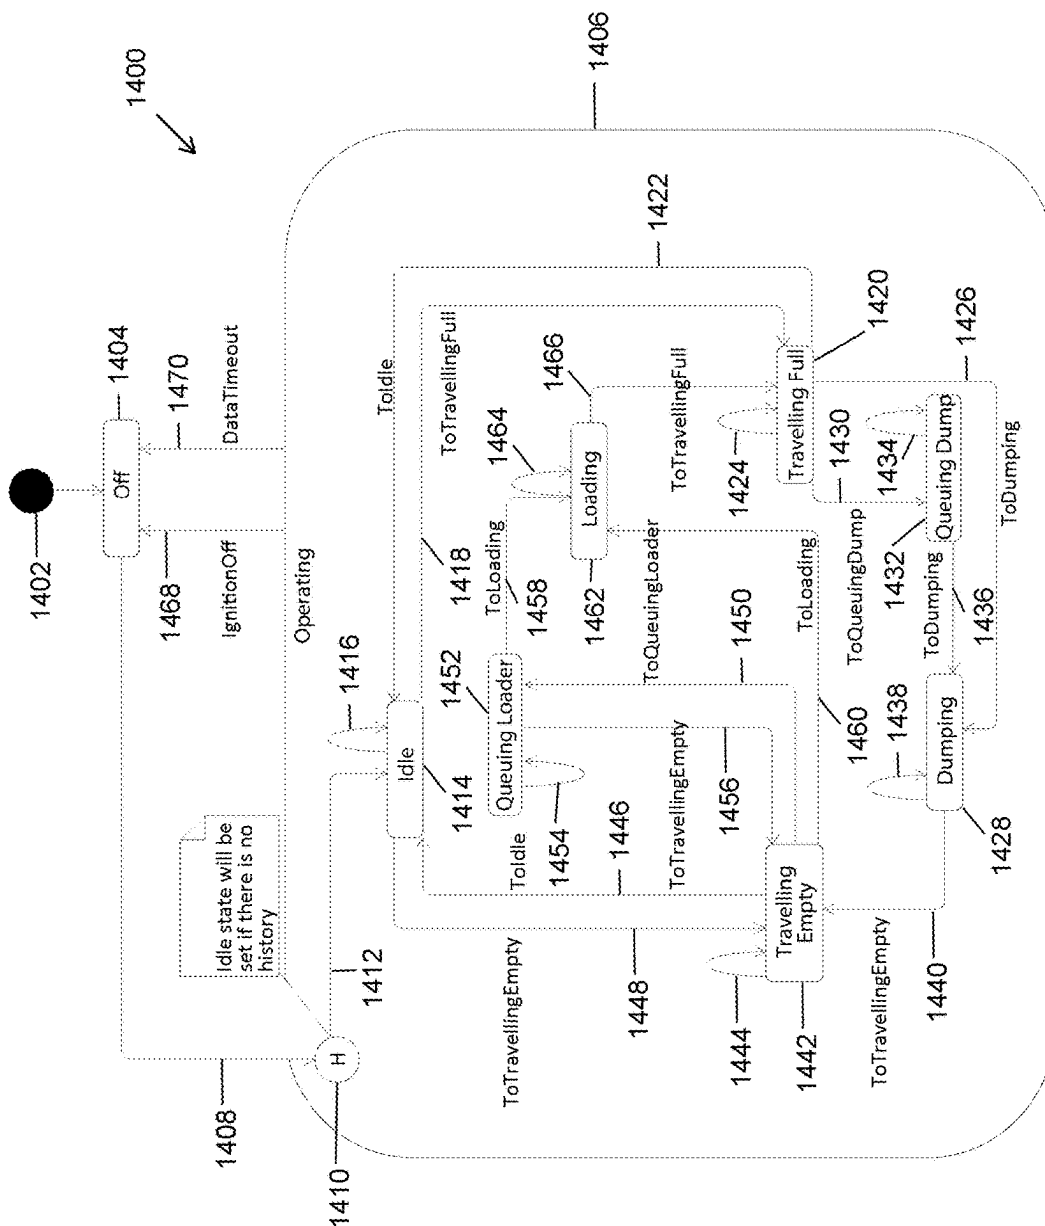 1400
1402
1404
Off
1406
1470
DataTimeout
1468
IgnitionOff
1408
Operating
Idle state will be
set if there is no
history
H
1410
1412
1416
Idle
1414
ToIdle
1422
1418
ToTravellingFull
1452
Queuing Loader
1454
ToIdle
1446
ToLoading
1458
1464
Loading
1462
1466
ToTravellingFull
ToQueuingLoader
1450
ToTravellingEmpty
1456
ToTravellingEmpty
1448
1444
Travelling
Empty
1442
ToLoading
1460
1424
Travelling Full
1420
1430
ToQueuingDump
1426
1434
Queuing Dump
1432
ToDumping
1436
ToDumping
1438
Dumping
1428
ToTravellingEmpty
1440